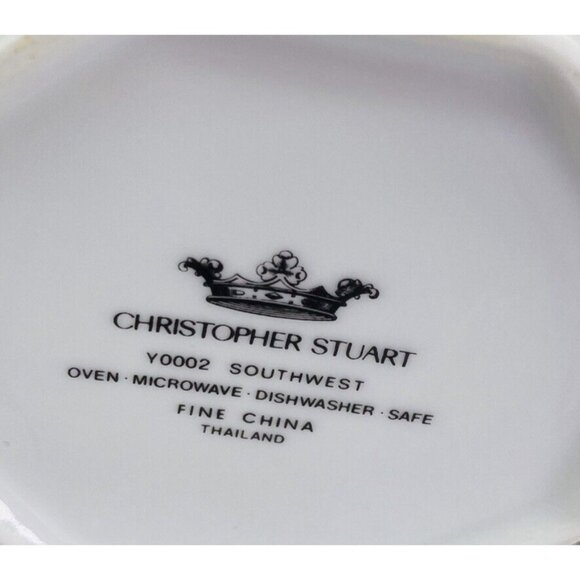 CHRISTOPHER STUART
Y0002 SOUTHWEST
OVEN · MICROWAVE · DISHWASHER · SAFE
FINE CHINA
THAILAND